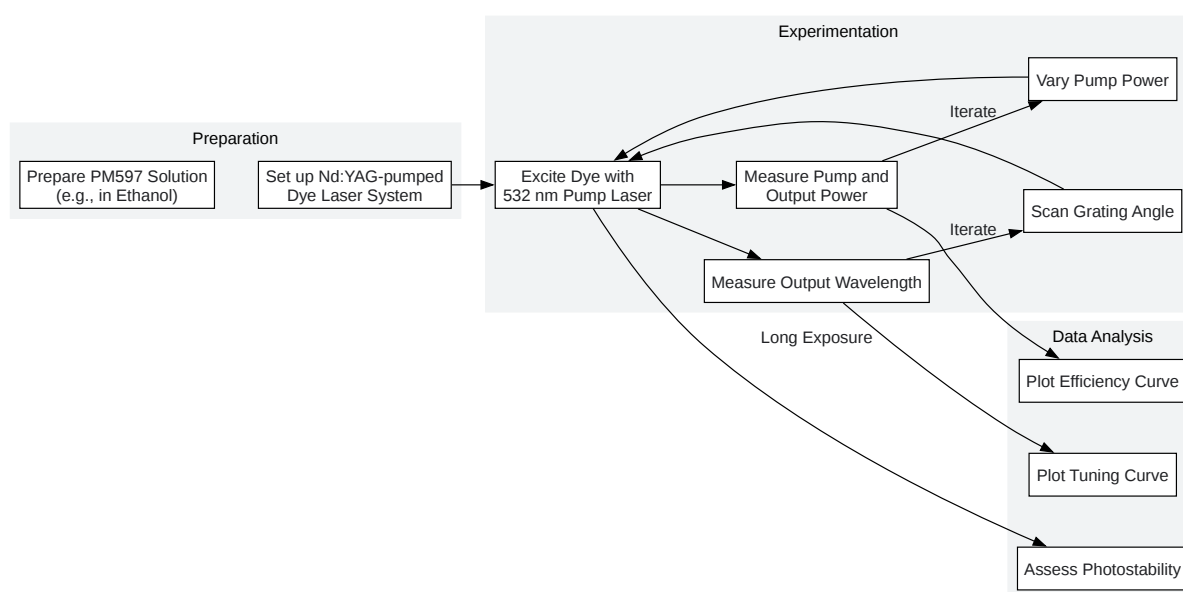 Experimentation
Vary Pump Power
Iterate
Preparation
Prepare PM597 Solution
(e.g., in Ethanol)
Set up Nd:YAG-pumped
Dye Laser System
Excite Dye with
532 nm Pump Laser
Measure Pump and
Output Power
Scan Grating Angle
Iterate
Measure Output Wavelength
Long Exposure
Data Analysis
Plot Efficiency Curve
Plot Tuning Curve
Assess Photostability